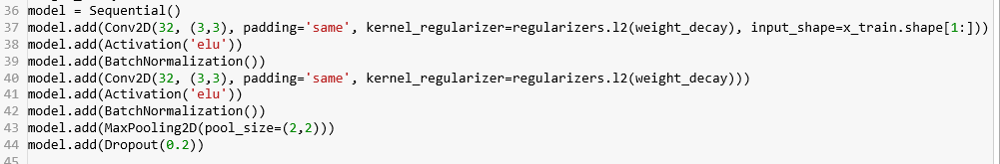 36 model = Sequential()
37 model.add(Conv2D(32, (3,3), padding='same', kernel_regularizer=regularizers.l2(weight_decay), input_shape=x_train.shape[1:]))
38 model.add(Activation('elu'))
39 model.add(BatchNormalization())
40 model.add(Conv2D(32, (3,3), padding='same', kernel_regularizer=regularizers.l2(weight_decay)))
41 model.add(Activation('elu'))
42 model.add(BatchNormalization())
43 model.add(MaxPooling2D(pool_size=(2,2)))
44 model.add(Dropout(0.2))
45